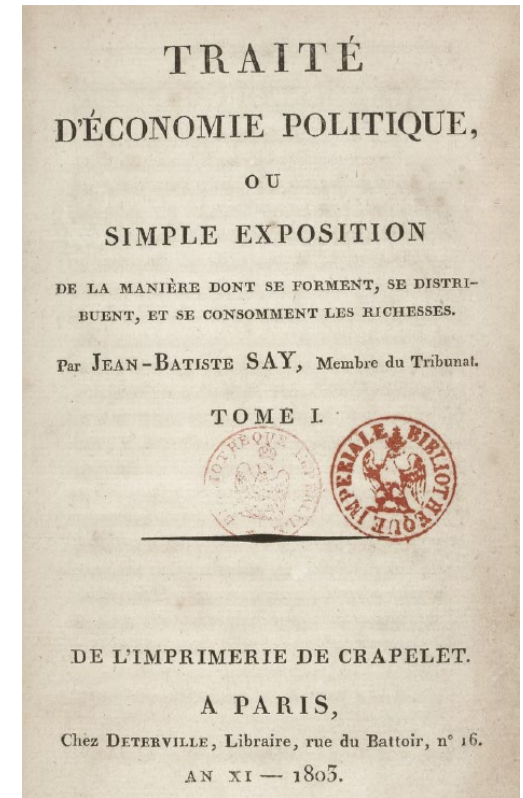 TRAITÉ
D'ÉCONOMIE POLITIQUE,
OU
SIMPLE EXPOSITION
DE LA MANIÈRE DONT SE FORMENT, SE DISTRI-
BUENT, ET SE CONSOMMENT LES RICHESSES.
Par JEAN-BATISTE SAY, Membre du Tribunat.
TOME I.
BIBLIOTHEQUE IMPERIALE
BIBLIOTHEQUE IMPERIALE
DE L'IMPRIMERIE DE CRAPELET.
A PARIS,
Chez DETERVILLE, Libraire, rue du Battoir, n° 16.
AN XI — 1803.